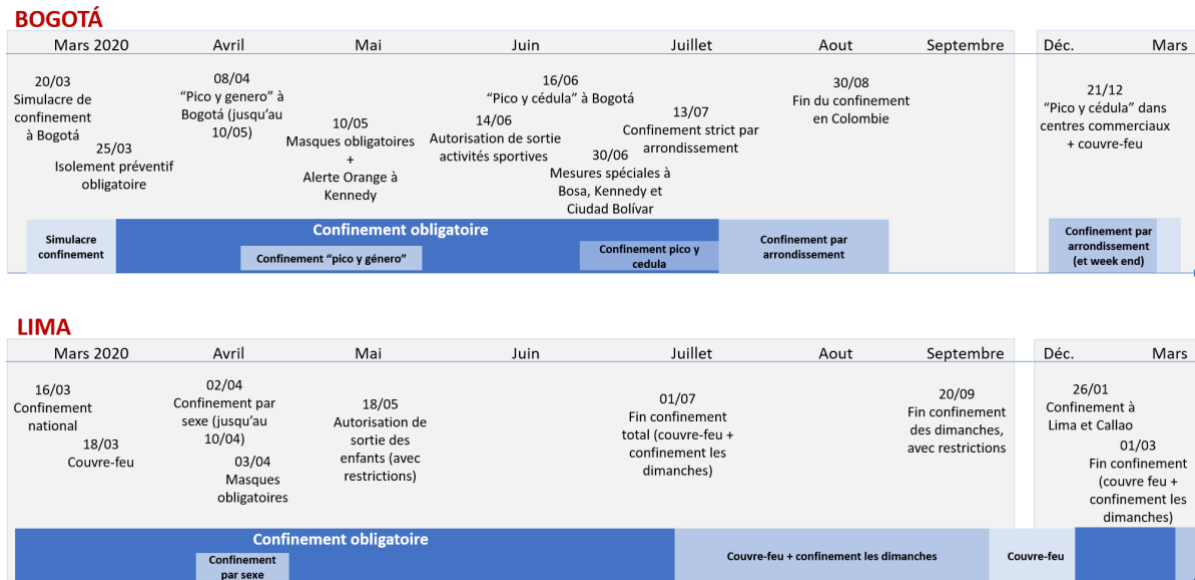 BOGOTÁ
Mars 2020 Avril Mai Juin Juillet Aout Septembre Déc. Mars
20/03
Simulacre de
confinement
à Bogotá
25/03
Isolement préventif
obligatoire
08/04
“Pico y genero” à
Bogotá (jusqu’au
10/05)
10/05
Masques obligatoires
+
Alerte Orange à
Kennedy
16/06
“Pico y cédula” à Bogotá
14/06
Autorisation de sortie
activités sportives
30/06
Mesures spéciales à
Bosa, Kennedy et
Ciudad Bolívar
13/07
Confinement strict par
arrondissement
30/08
Fin du confinement
en Colombie
21/12
“Pico y cédula” dans
centres commerciaux
+ couvre-feu
Simulacre
confinement
Confinement obligatoire
Confinement “pico y género”
Confinement pico y
cedula
Confinement par
arrondissement
Confinement par
arrondissement
(et week end)
LIMA
Mars 2020 Avril Mai Juin Juillet Aout Septembre Déc. Mars
16/03
Confinement
national
18/03
Couvre-feu
02/04
Confinement par
sexe (jusqu’au
10/04)
03/04
Masques
obligatoires
18/05
Autorisation de
sortie des
enfants (avec
restrictions)
01/07
Fin confinement
total (couvre-feu +
confinement les
dimanches)
20/09
Fin confinement
des dimanches,
avec restrictions
26/01
Confinement à
Lima et Callao
01/03
Fin confinement
(couvre feu +
confinement les
dimanches)
Confinement obligatoire
Confinement
par sexe
Couvre-feu + confinement les dimanches
Couvre-feu